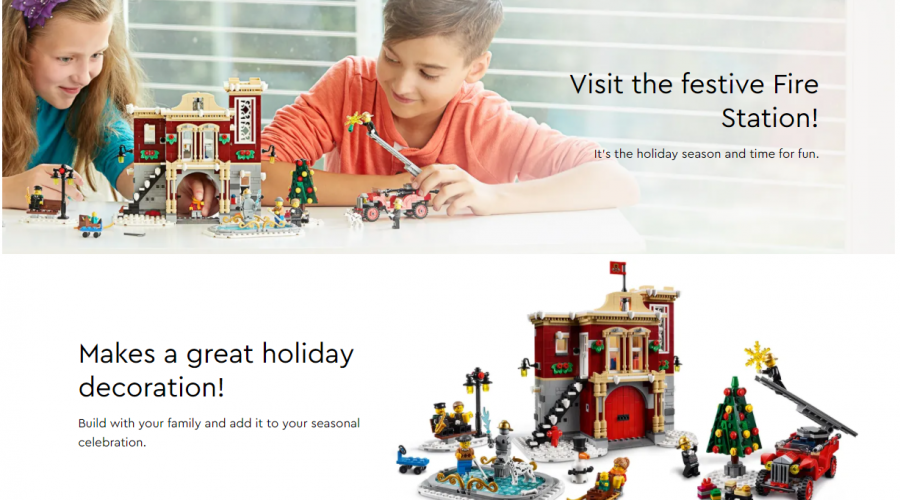 Visit the festive Fire
Station!
It's the holiday season and time for fun.
Makes a great holiday
decoration!
Build with your family and add it to your seasonal
celebration.